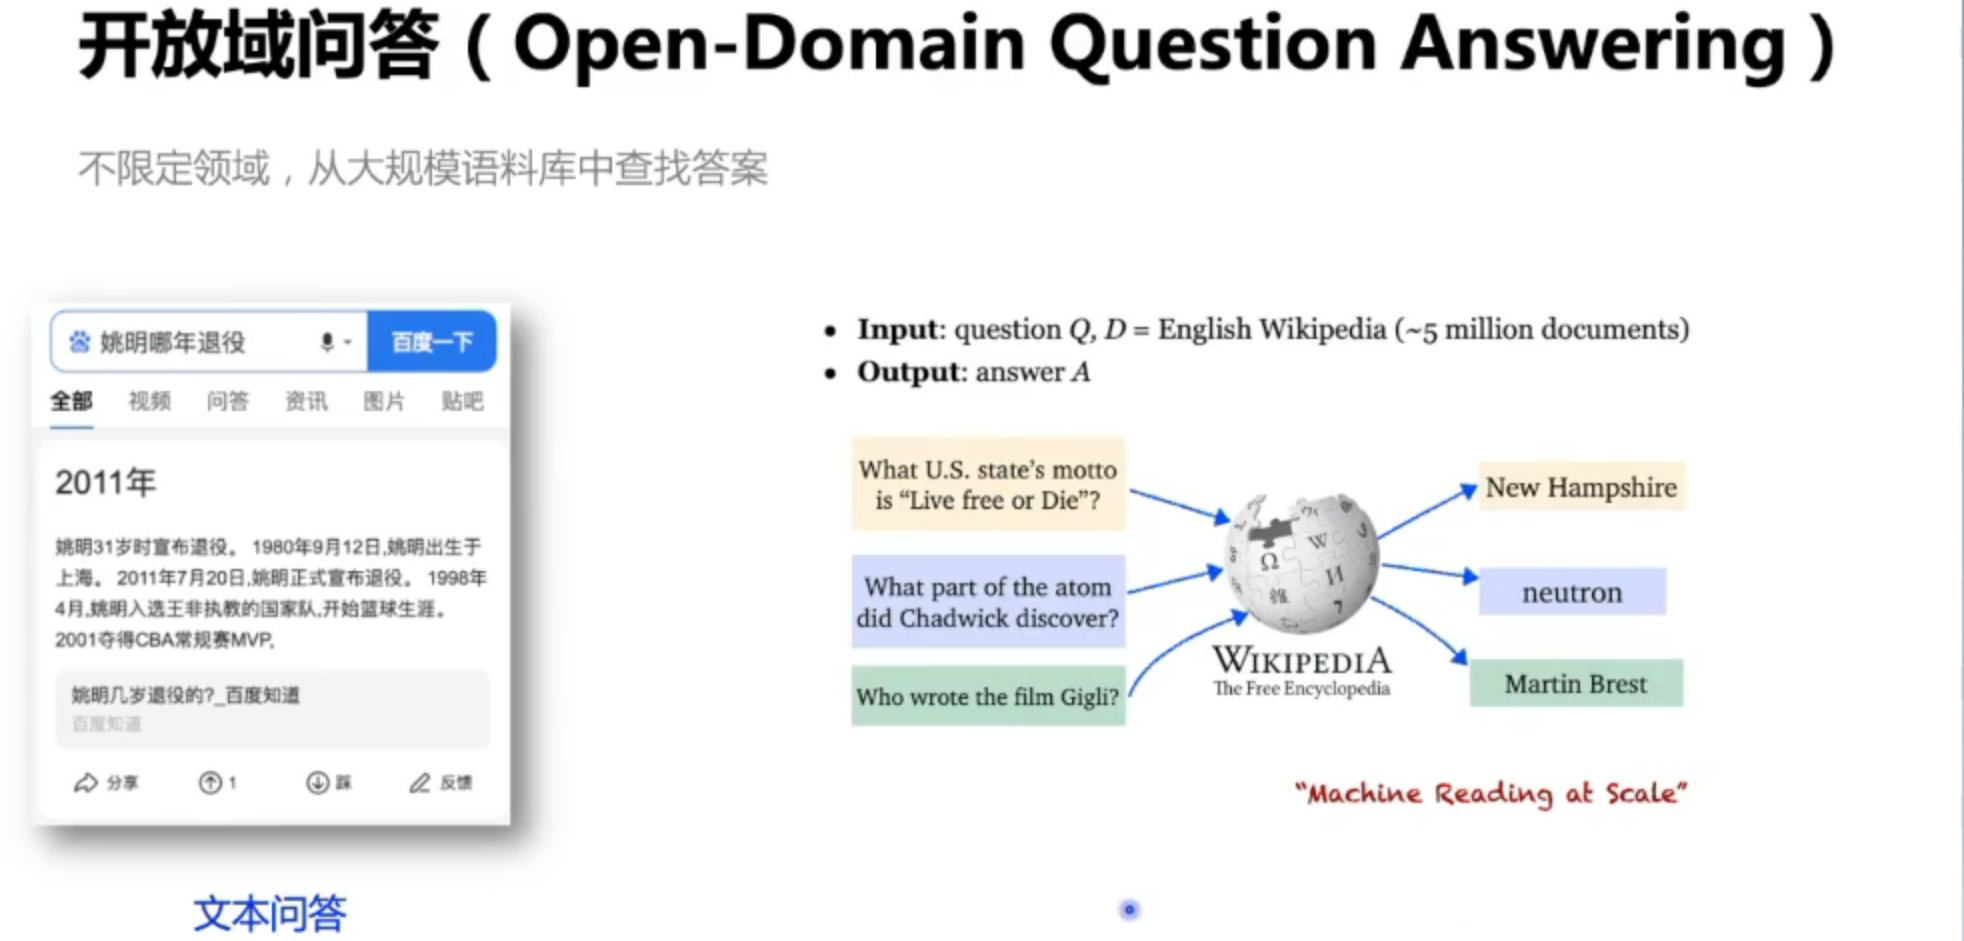 开放域问答（Open-Domain Question Answering）
不限定领域，从大规模语料库中查找答案
姚明哪年退役
百度一下
全部 视频 问答 资讯 图片 贴吧
2011年
姚明31岁时宣布退役。 1980年9月12日,姚明出生于
上海。 2011年7月20日,姚明正式宣布退役。 1998年
4月,姚明入选王非执教的国家队,开始篮球生涯。
2001夺得CBA常规赛MVP,
姚明几岁退役的?_百度知道
百度知道
分享 1 踩 反馈
文本问答
• Input: question Q, D = English Wikipedia (~5 million documents)
• Output: answer A
What U.S. state’s motto
is “Live free or Die”?
What part of the atom
did Chadwick discover?
Who wrote the film Gigli?
Ω W И 維 7
WIKIPEDIA
The Free Encyclopedia
New Hampshire
neutron
Martin Brest
“Machine Reading at Scale”